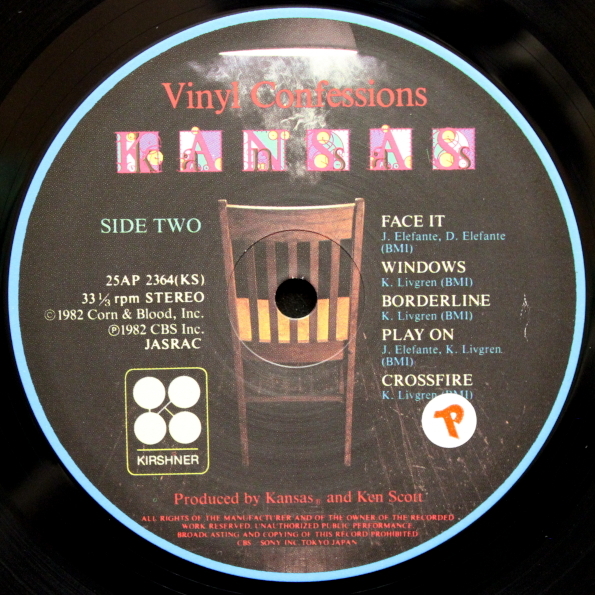 Vinyl Confessions
KANSAS
SIDE TWO
25AP 2364(KS)
33 1/3 rpm STEREO
©1982 Corn & Blood, Inc.
℗1982 CBS Inc.
JASRAC
FACE IT
J. Elefante, D. Elefante
(BMI)
WINDOWS
K. Livgren (BMI)
BORDERLINE
K. Livgren (BMI)
PLAY ON
J. Elefante, K. Livgren.
(BMI)
CROSSFIRE
K. Livgren (BMI)
P
KIRSHNER
Produced by Kansas® and Ken Scott
ALL RIGHTS OF THE MANUFACTURER AND OF THE OWNER OF THE RECORDED
WORK RESERVED. UNAUTHORIZED PUBLIC PERFORMANCE
BROADCASTING AND COPYING OF THIS RECORD PROHIBITED
CBS SONY INC. TOKYO JAPAN